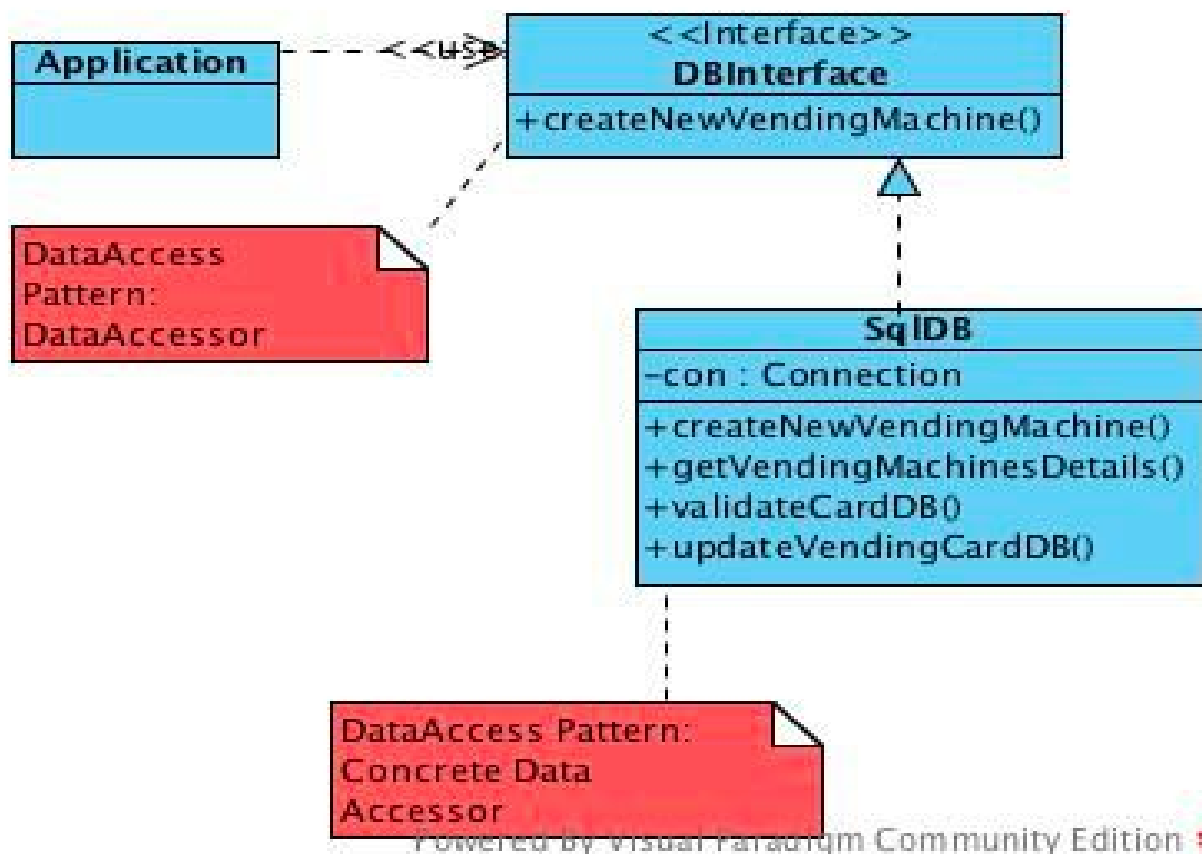 Application
<<use
<<Interface>>
DBInterface
+createNewVendingMachine()
DataAccess
Pattern:
DataAccessor
SqlDB
-con : Connection
+createNewVendingMachine()
+getVendingMachinesDetails()
+validateCardDB()
+updateVendingCardDB()
DataAccess Pattern:
Concrete Data
Accessor
Powered By Visual Paradigm Community Edition